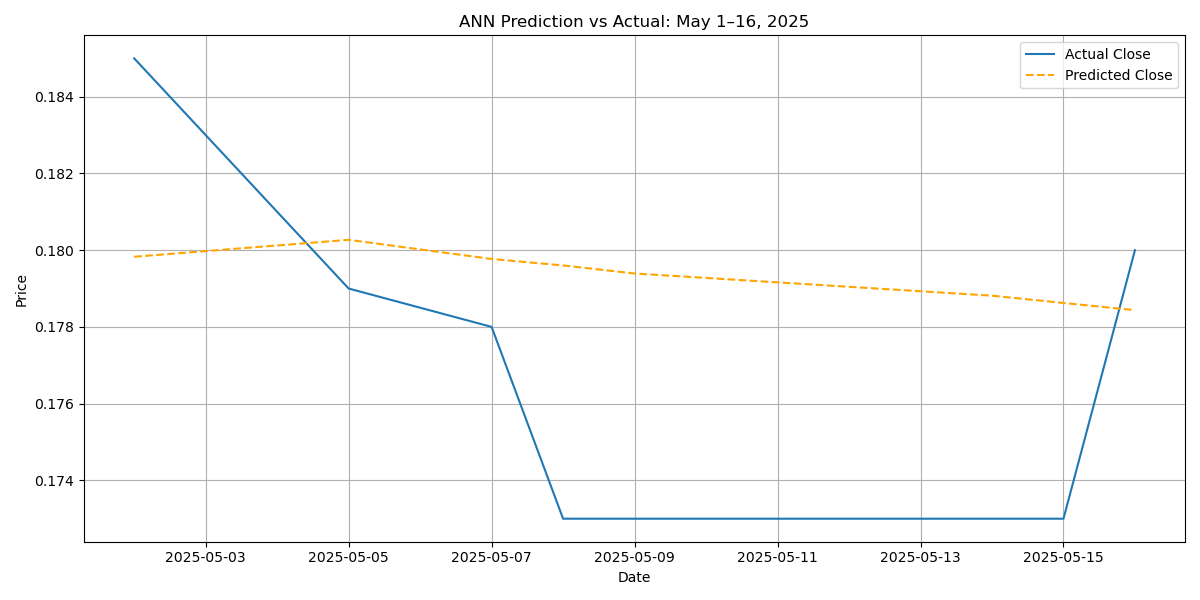 ANN Prediction vs Actual: May 1–16, 2025
Actual Close
Predicted Close
0.184
0.182
0.180
0.178
0.176
0.174
Price
2025-05-03
2025-05-05
2025-05-07
2025-05-09
2025-05-11
2025-05-13
2025-05-15
Date